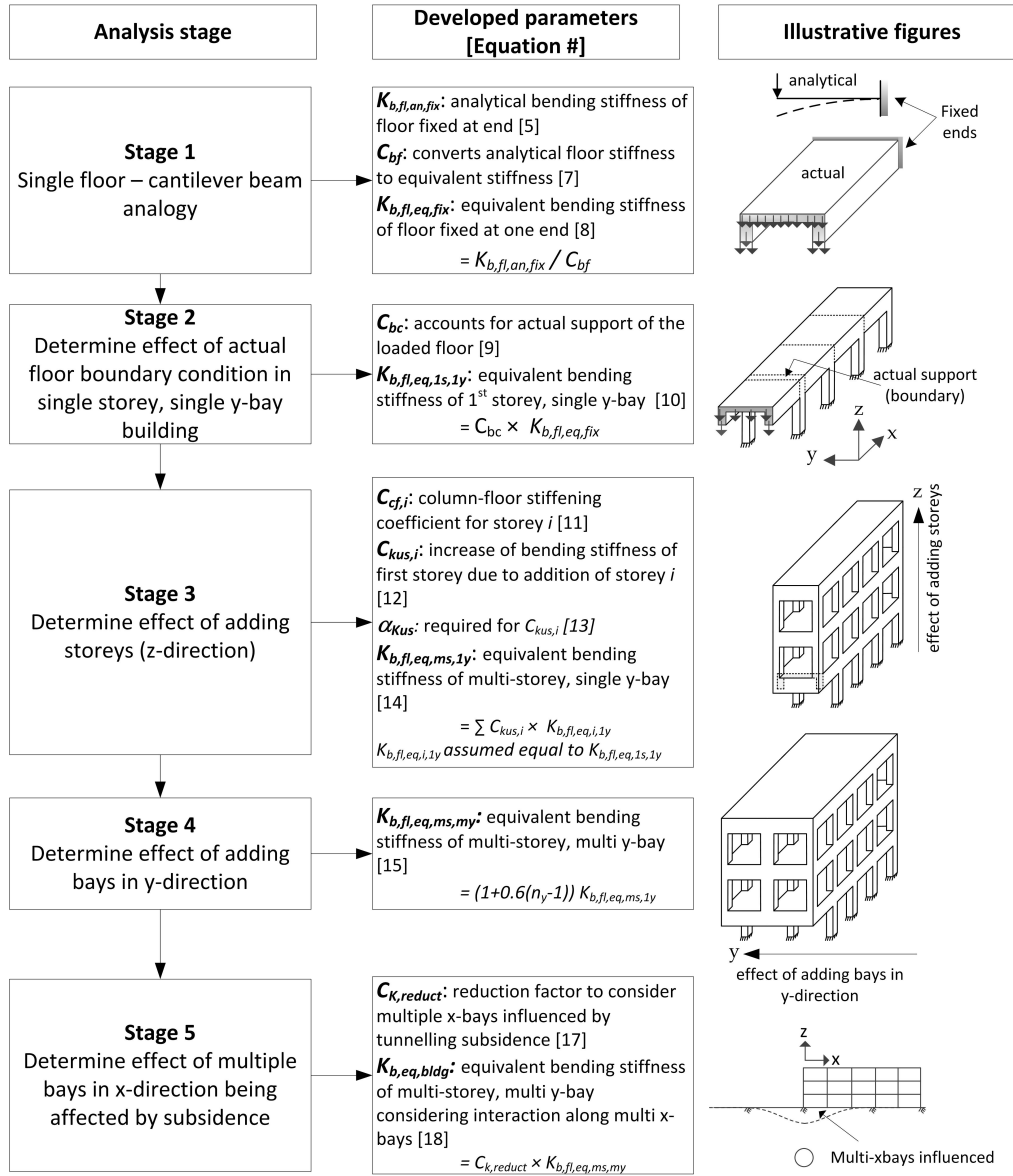 Analysis stage
Developed parameters
[Equation #]
Illustrative figures
Stage 1
Single floor – cantilever beam
analogy
K_b,fl,an,fix: analytical bending stiffness of
floor fixed at end [5]
C_bf: converts analytical floor stiffness
to equivalent stiffness [7]
K_b,fl,eq,fix: equivalent bending stiffness
of floor fixed at one end [8]
= K_b,fl,an,fix / C_bf
analytical
Fixed
ends
actual
Stage 2
Determine effect of actual
floor boundary condition in
single storey, single y-bay
building
C_bc: accounts for actual support of the
loaded floor [9]
K_b,fl,eq,1s,1y: equivalent bending
stiffness of 1st storey, single y-bay [10]
= C_bc × K_b,fl,eq,fix
actual support
(boundary)
z
x
y
Stage 3
Determine effect of adding
storeys (z-direction)
C_cf,i: column-floor stiffening
coefficient for storey i [11]
C_kus,i: increase of bending stiffness of
first storey due to addition of storey i
[12]
α_Kus: required for C_kus,i [13]
K_b,fl,eq,ms,1y: equivalent bending
stiffness of multi-storey, single y-bay
[14]
= ∑ C_kus,i × K_b,fl,eq,i,1y
K_b,fl,eq,i,1y assumed equal to K_b,fl,eq,1s,1y
z
effect of adding storeys
Stage 4
Determine effect of adding
bays in y-direction
K_b,fl,eq,ms,my: equivalent bending
stiffness of multi-storey, multi y-bay
[15]
= (1+0.6(n_y-1)) K_b,fl,eq,ms,1y
y
effect of adding bays in
y-direction
Stage 5
Determine effect of multiple
bays in x-direction being
affected by subsidence
C_K,reduct: reduction factor to consider
multiple x-bays influenced by
tunnelling subsidence [17]
K_b,eq,bldg: equivalent bending stiffness
of multi-storey, multi y-bay
considering interaction along multi x-
bays [18]
= C_k,reduct × K_b,fl,eq,ms,my
z
x
Multi-xbays influenced